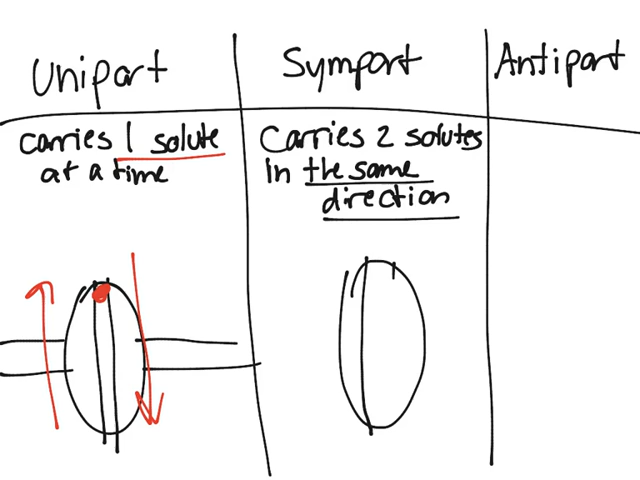 Uniport
Symport
Antiport
Carries 1 solute
at a time
Carries 2 solutes
in the same
direction